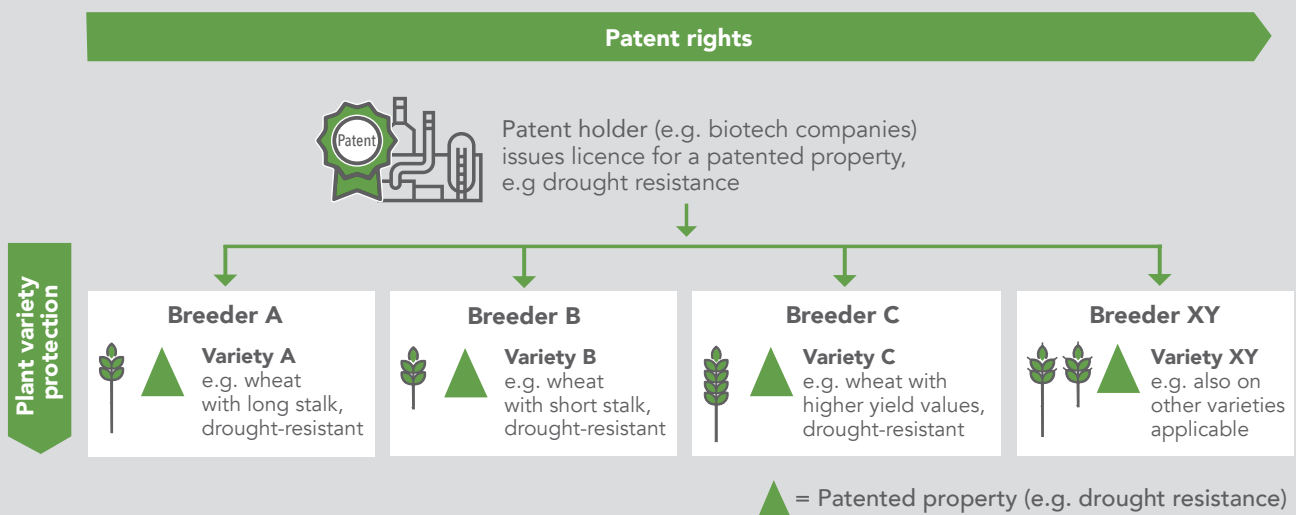 Patent rights
Patent
Patent holder (e.g. biotech companies)
issues licence for a patented property,
e.g drought resistance
Plant variety
protection
Breeder A
Variety A
e.g. wheat
with long stalk,
drought-resistant
Breeder B
Variety B
e.g. wheat
with short stalk,
drought-resistant
Breeder C
Variety C
e.g. wheat with
higher yield values,
drought-resistant
Breeder XY
Variety XY
e.g. also on
other varieties
applicable
= Patented property (e.g. drought resistance)